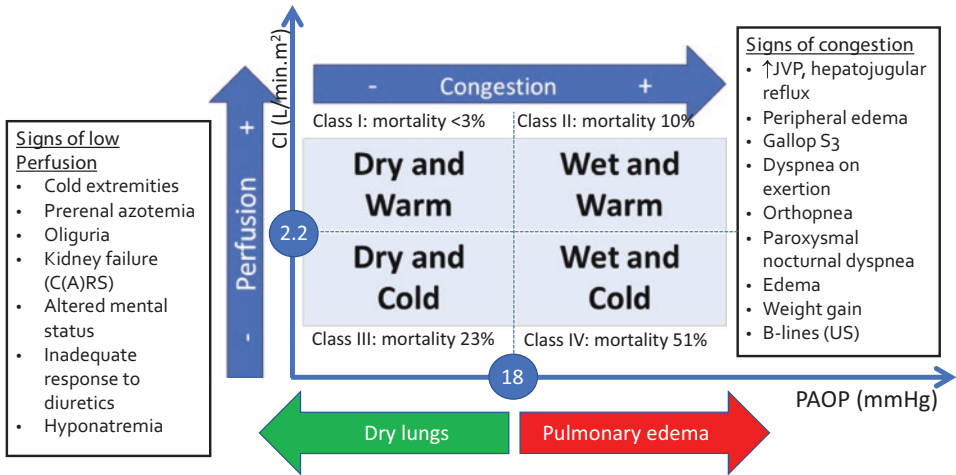 Signs of low
Perfusion
• Cold extremities
• Prerenal azotemia
• Oliguria
• Kidney failure
(C(A)RS)
• Altered mental
status
• Inadequate
response to
diuretics
• Hyponatremia
- Perfusion +
CI (L/min.m²)
- Congestion +
Class I: mortality <3%
Class II: mortality 10%
Dry and
Warm
Wet and
Warm
2.2
Dry and
Cold
Wet and
Cold
Class III: mortality 23%
Class IV: mortality 51%
18
PAOP (mmHg)
Dry lungs
Pulmonary edema
Signs of congestion
• ↑JVP, hepatojugular
reflux
• Peripheral edema
• Gallop S3
• Dyspnea on
exertion
• Orthopnea
• Paroxysmal
nocturnal dyspnea
• Edema
• Weight gain
• B-lines (US)